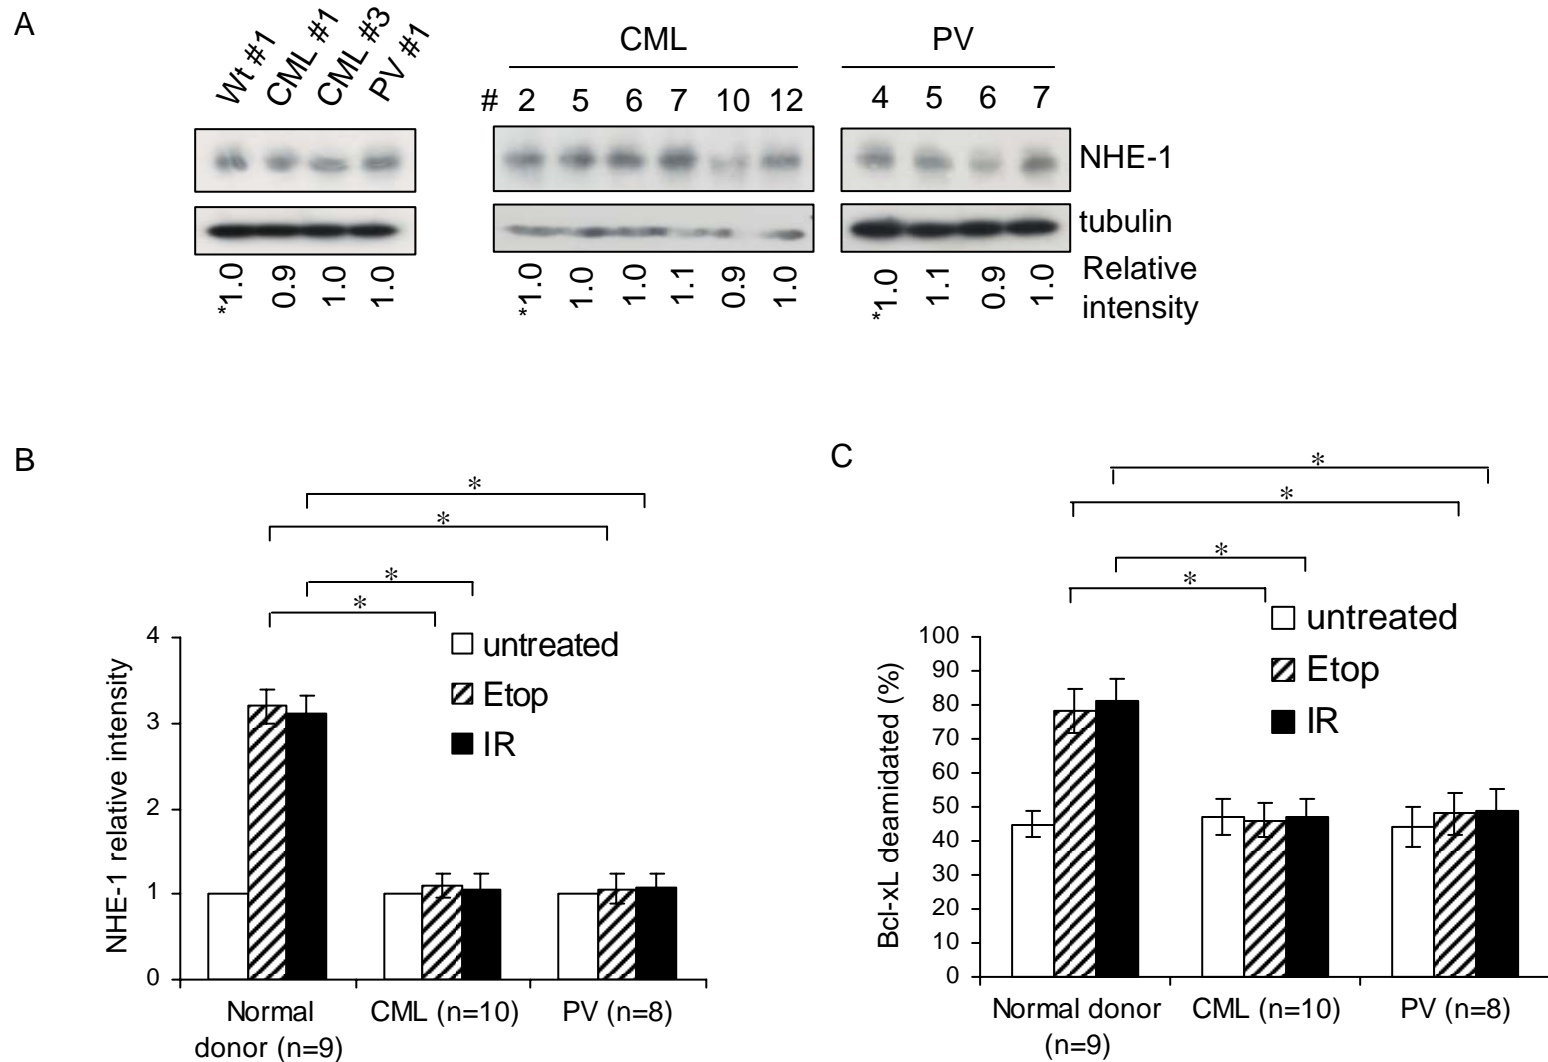 A
Wt #1 CML #1 CML #3 PV #1
CML PV
# 2 5 6 7 10 12 4 5 6 7
NHE-1
tubulin
*1.0 0.9 1.0 1.0 *1.0 1.0 1.0 1.1 0.9 1.0 *1.0 1.1 0.9 1.0
Relative
intensity
B
* * * *
untreated
Etop
IR
NHE-1 relative intensity
4
3
2
1
0
Normal
donor (n=9)
CML (n=10)
PV (n=8)
C
* * * *
untreated
Etop
IR
Bcl-xL deamidated (%)
100
90
80
70
60
50
40
30
20
10
0
Normal donor
(n=9)
CML (n=10)
PV (n=8)